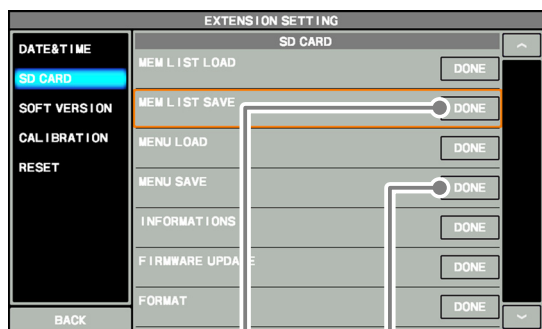 EXTENSION SETTING
DATE&TIME
SD CARD
SOFT VERSION
CALIBRATION
RESET
BACK
SD CARD
MEM LIST LOAD DONE
MEM LIST SAVE DONE
MENU LOAD DONE
MENU SAVE DONE
INFORMATIONS DONE
FIRMWARE UPDATE DONE
FORMAT DONE